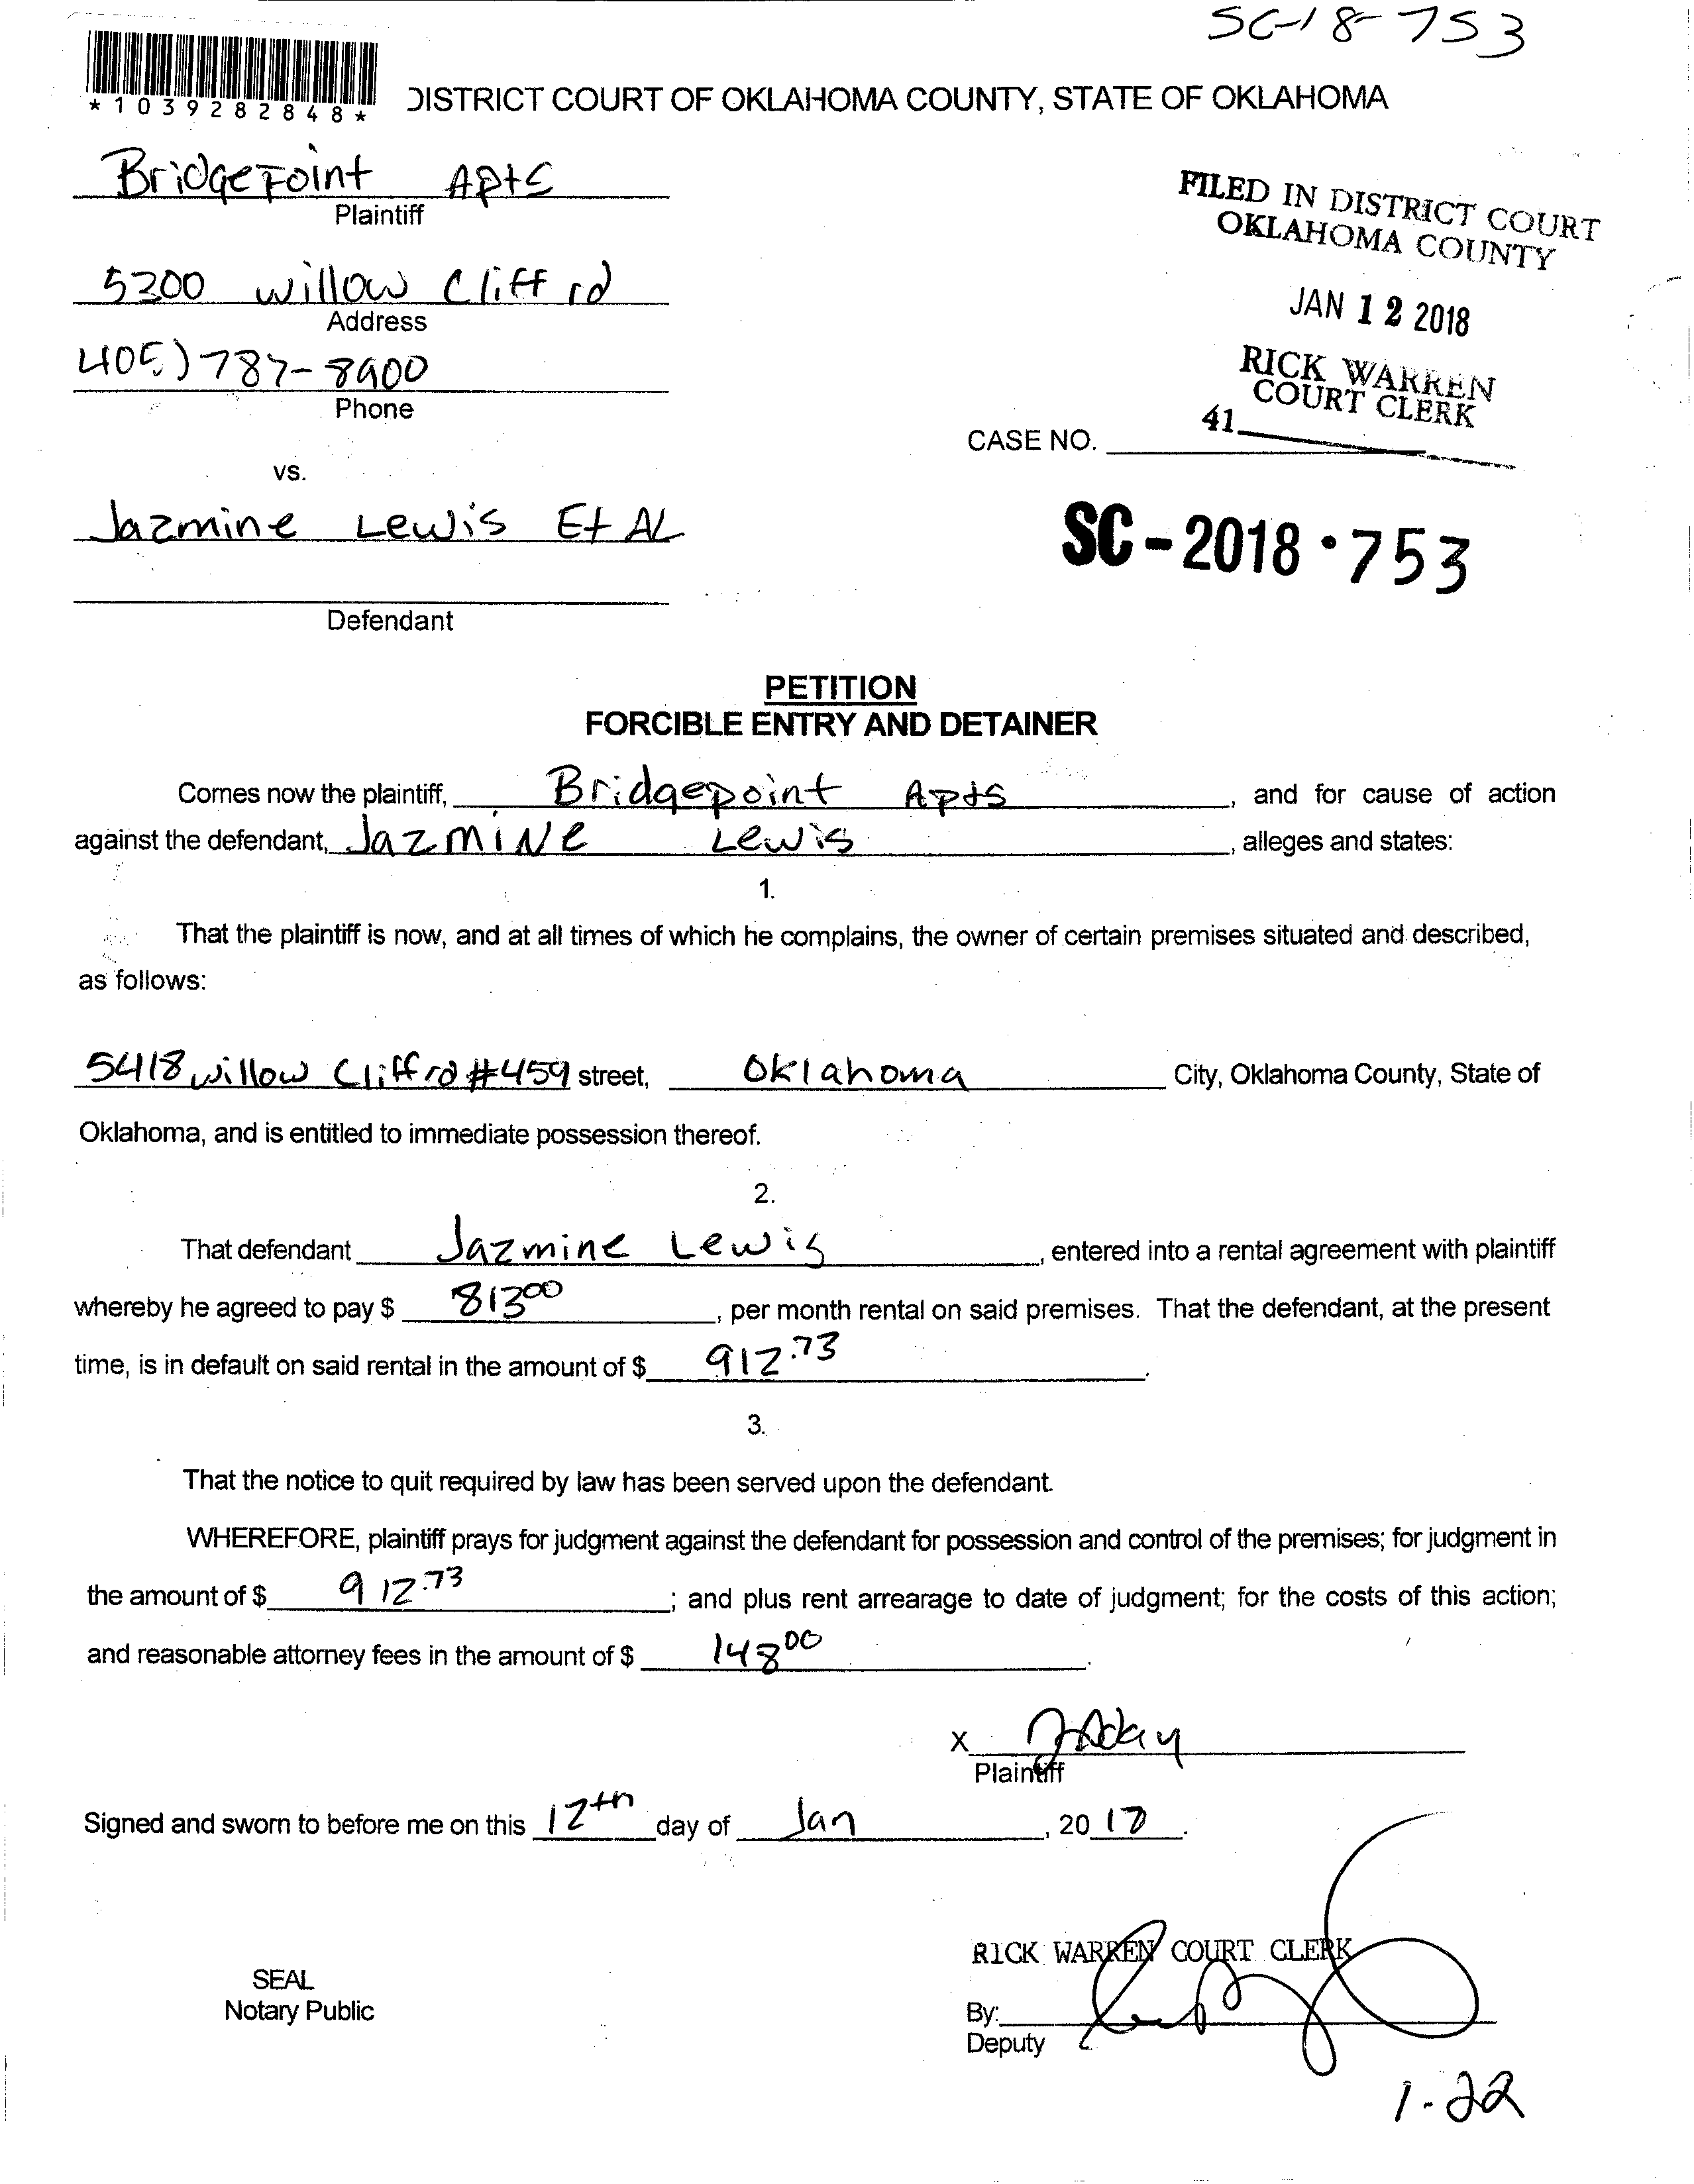 SC-18-753
*1039282848*
DISTRICT COURT OF OKLAHOMA COUNTY, STATE OF OKLAHOMA
Bridgepoint Apts
Plaintiff
FILED IN DISTRICT COURT
OKLAHOMA COUNTY
5200 Willow Cliff rd
Address
JAN 12 2018
405) 787-8900
Phone
RICK WARREN
COURT CLERK
41
CASE NO.
vs.
Jazmine Lewis Et AL
SC-2018·753
Defendant
PETITION
FORCIBLE ENTRY AND DETAINER
Comes now the plaintiff, Bridgepoint Apts, and for cause of action
against the defendant, Jazmine Lewis, alleges and states:
1.
That the plaintiff is now, and at all times of which he complains, the owner of certain premises situated and described,
as follows:
5418 willow Cliff rd #459 street, Oklahoma City, Oklahoma County, State of
Oklahoma, and is entitled to immediate possession thereof.
2.
That defendant Jazmine Lewis, entered into a rental agreement with plaintiff
whereby he agreed to pay $ 813 00, per month rental on said premises. That the defendant, at the present
time, is in default on said rental in the amount of $ 912.73.
3.
That the notice to quit required by law has been served upon the defendant.
WHEREFORE, plaintiff prays for judgment against the defendant for possession and control of the premises; for judgment in
the amount of $ 912.73; and plus rent arrearage to date of judgment; for the costs of this action;
and reasonable attorney fees in the amount of $ 148 00.
X
Plaintiff
Signed and sworn to before me on this 12th day of Jan, 2018.
RICK WARREN COURT CLERK
SEAL
Notary Public
By:
Deputy
1-22